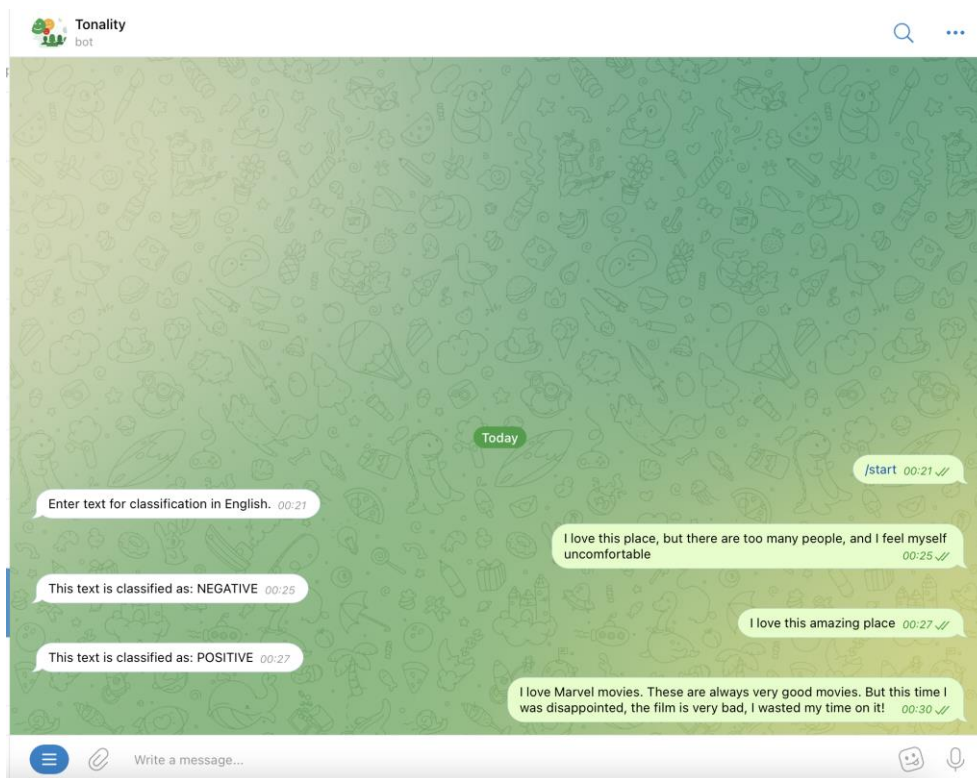 Tonality
bot
Today
/start 00:21
Enter text for classification in English. 00:21
I love this place, but there are too many people, and I feel myself
uncomfortable 00:25
This text is classified as: NEGATIVE 00:25
I love this amazing place 00:27
This text is classified as: POSITIVE 00:27
I love Marvel movies. These are always very good movies. But this time I
was disappointed, the film is very bad, I wasted my time on it! 00:30
Write a message...